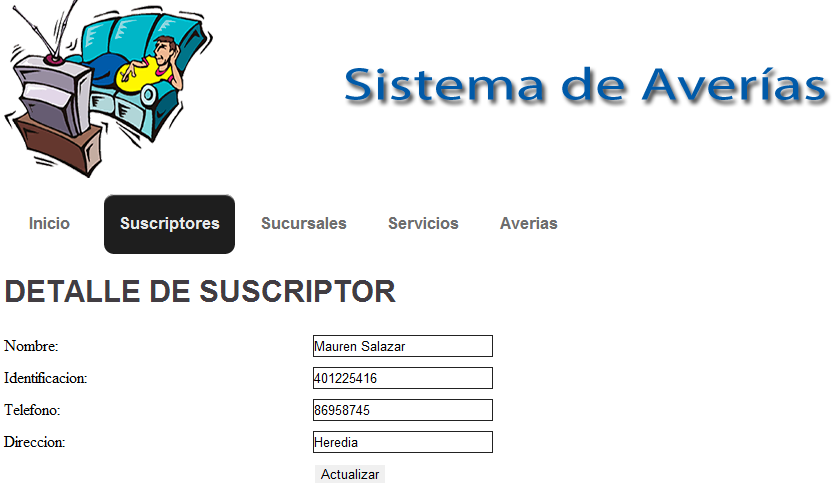 Sistema de Averías
Inicio Suscriptores Sucursales Servicios Averias
DETALLE DE SUSCRIPTOR
Nombre: Mauren Salazar
Identificacion: 401225416
Telefono: 86958745
Direccion: Heredia
Actualizar